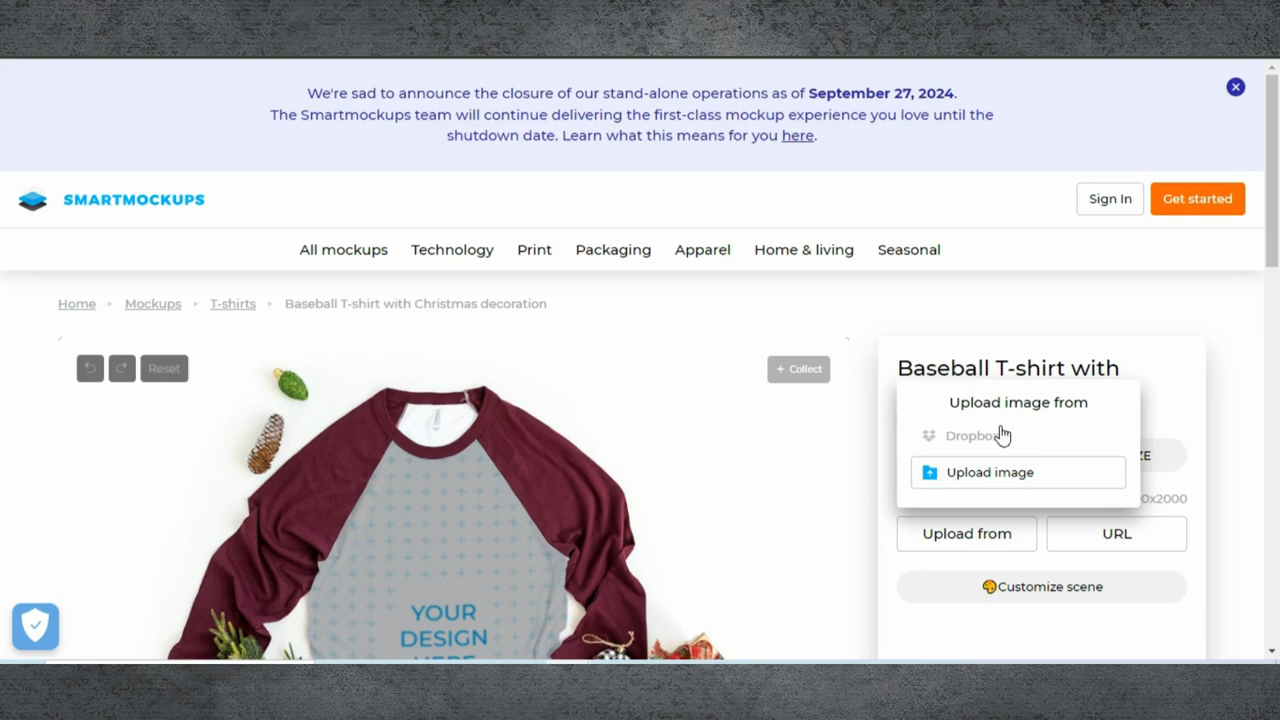 We're sad to announce the closure of our stand-alone operations as of September 27, 2024.
The Smartmockups team will continue delivering the first-class mockup experience you love until the
shutdown date. Learn what this means for you here.
SMARTMOCKUPS
Sign In
Get started
All mockups Technology Print Packaging Apparel Home & living Seasonal
Home Mockups T-shirts Baseball T-shirt with Christmas decoration
Reset
+ Collect
Baseball T-shirt with
Upload image from
Dropbox
ZE
Upload image
0x2000
Upload from
URL
Customize scene
YOUR
DESIGN
HERE